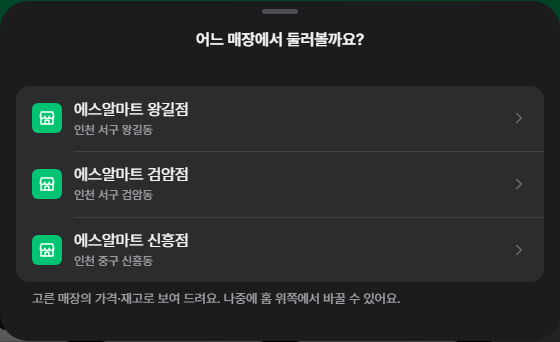 어느 매장에서 둘러볼까요?
에스알마트 왕길점
인천 서구 왕길동
에스알마트 검암점
인천 서구 검암동
에스알마트 신흥점
인천 중구 신흥동
고른 매장의 가격·재고로 보여 드려요. 나중에 홈 위쪽에서 바꿀 수 있어요.